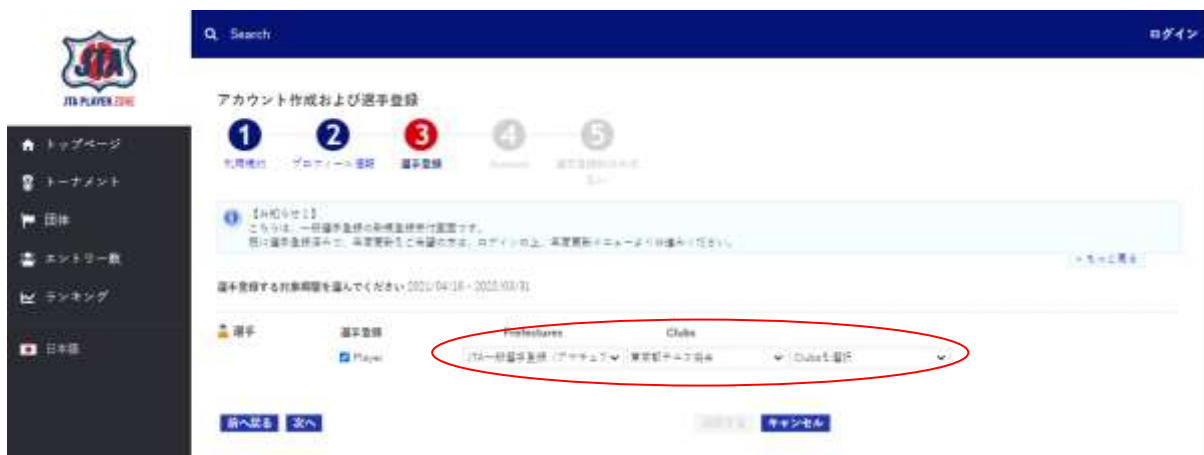 Search
ログイン
JTA
JTA PLAYER ZONE
トップページ
トーナメント
団体
エントリー数
ランキング
日本語
アカウント作成および選手登録
1 2 3 4 5
利用規約 プロフィール情報 選手登録
【お知らせ1】
こちらは、一般選手登録の新規登録受付画面です。
既に選手登録済みで、年度更新をご希望の方は、ログインの上、年度更新メニューよりお進みください。
もっと見る
選手登録する対象期間を選んでください 2021/04/16 - 2022/03/31
選手 選手登録 Prefectures Clubs
Player JTA一般選手登録 (アマチュア 東京都テニス協会 Clubsを選択
前へ戻る 次へ キャンセル